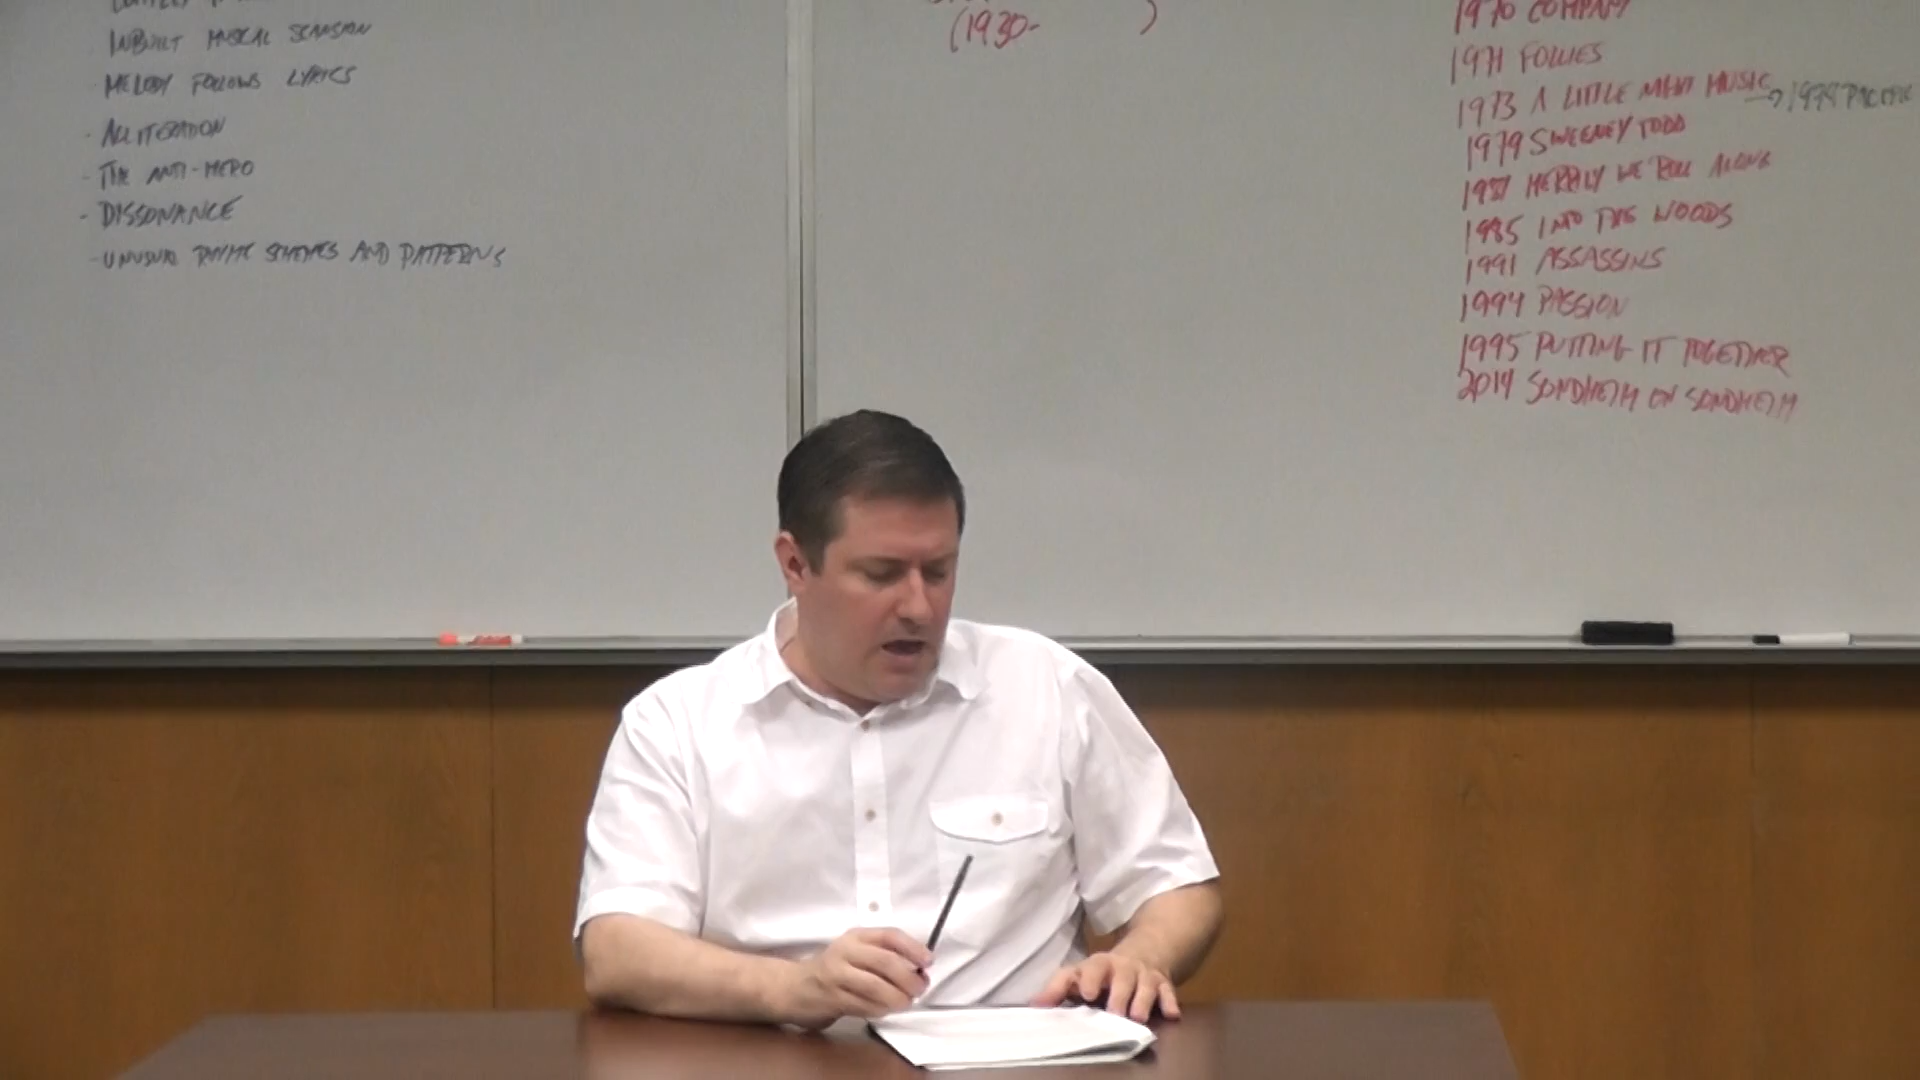 INBUILT MUSICAL SCANSION
MELODY FOLLOWS LYRICS
- ALLITERATION
- THE ANTI-HERO
- DISSONANCE
- UNUSUAL RHYME SCHEMES AND PATTERNS
(1930- )
1970 COMPANY
1971 FOLLIES
1973 A LITTLE NIGHT MUSIC → 1979 PACIFIC
1979 SWEENEY TODD
1981 MERRILY WE ROLL ALONG
1985 INTO THE WOODS
1991 ASSASSINS
1994 PASSION
1995 PUTTING IT TOGETHER
2014 SONDHEIM ON SONDHEIM